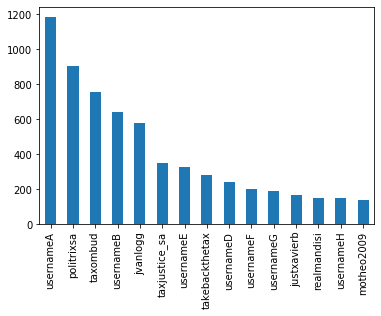 1200
1000
800
600
400
200
0
usernameA
politrixsa
taxombud
usernameB
jvanlogg
taxjustice_sa
usernameE
takebackthetax
usernameD
usernameF
usernameG
justxavierb
realmandisi
usernameH
motheo2009